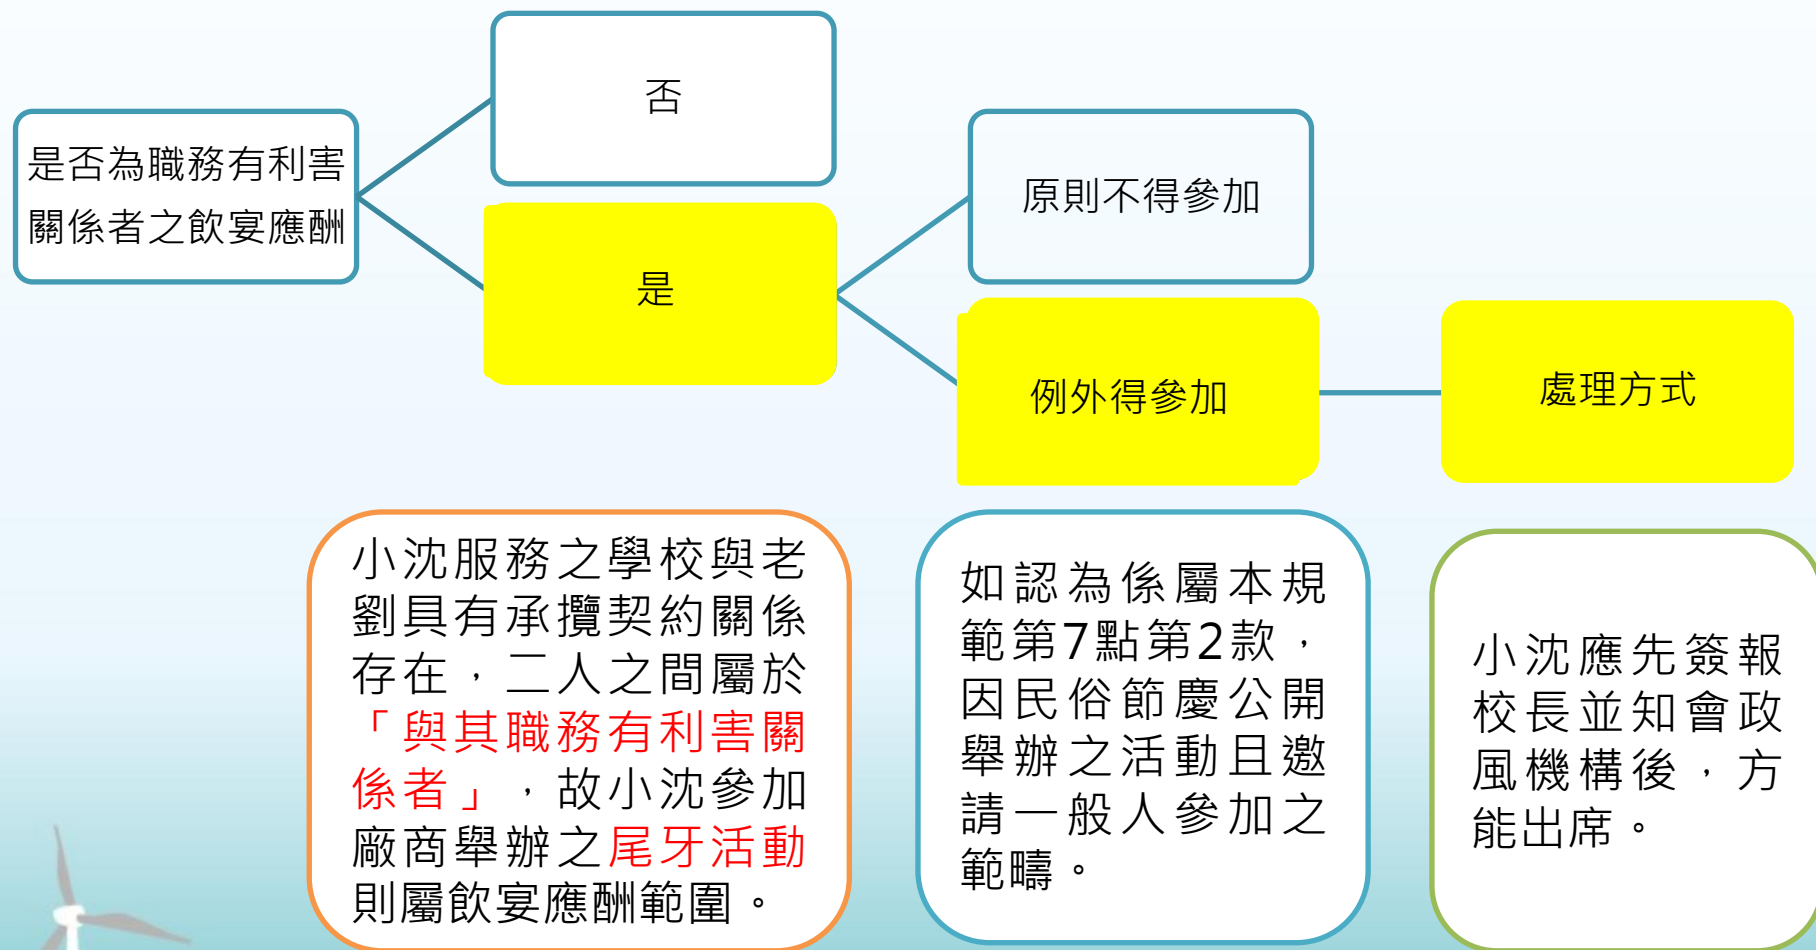 是否為職務有利害
關係者之飲宴應酬
否
是
原則不得參加
例外得參加
處理方式
小沈服務之學校與老
劉具有承攬契約關係
存在，二人之間屬於
「與其職務有利害關
係者」，故小沈參加
廠商舉辦之尾牙活動
則屬飲宴應酬範圍。
如認為係屬本規
範第7點第2款，
因民俗節慶公開
舉辦之活動且邀
請一般人參加之
範疇。
小沈應先簽報
校長並知會政
風機構後，方
能出席。